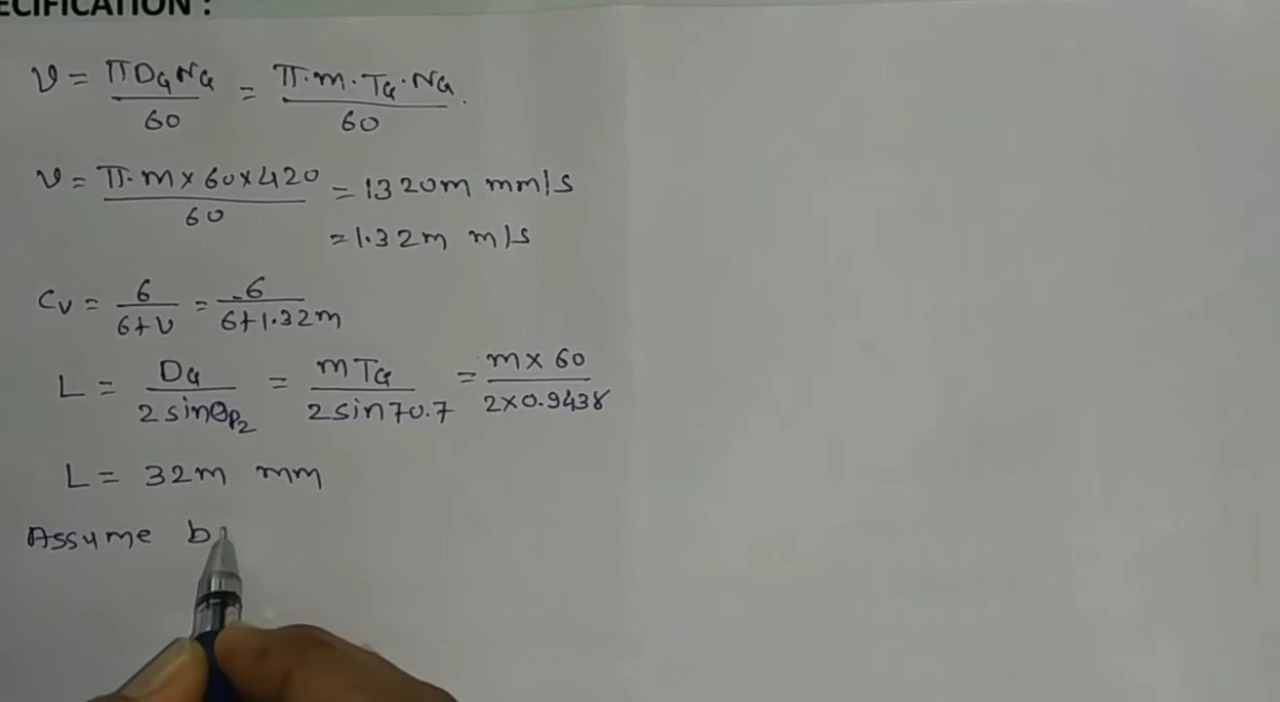 ECIFICATION :
V = πD_G N_G / 60 = π·m·T_G·N_G / 60 .
V = π·m×60×420 / 60 = 1320m mm/s
= 1.32m m/s
C_V = 6 / 6+V = 6 / 6+1.32m
L = D_G / 2 sinθ_P2 = mT_G / 2 sin70.7 = m×60 / 2×0.9438
L = 32m mm
Assume b